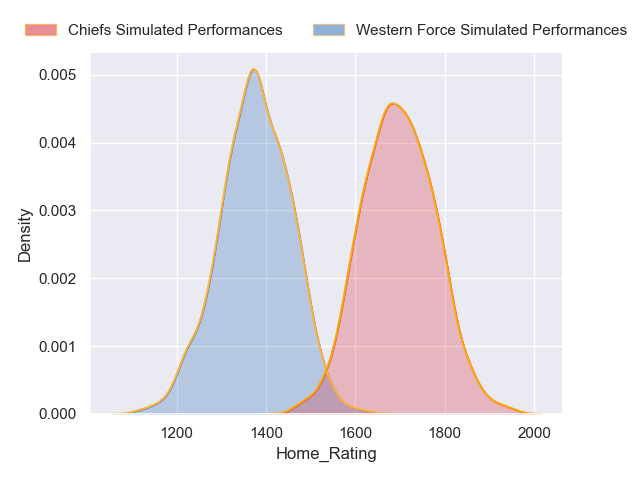 Chiefs Simulated Performances Western Force Simulated Performances
0.005
0.004
0.003
0.002
0.001
0.000
Density
1200 1400 1600 1800 2000
Home_Rating